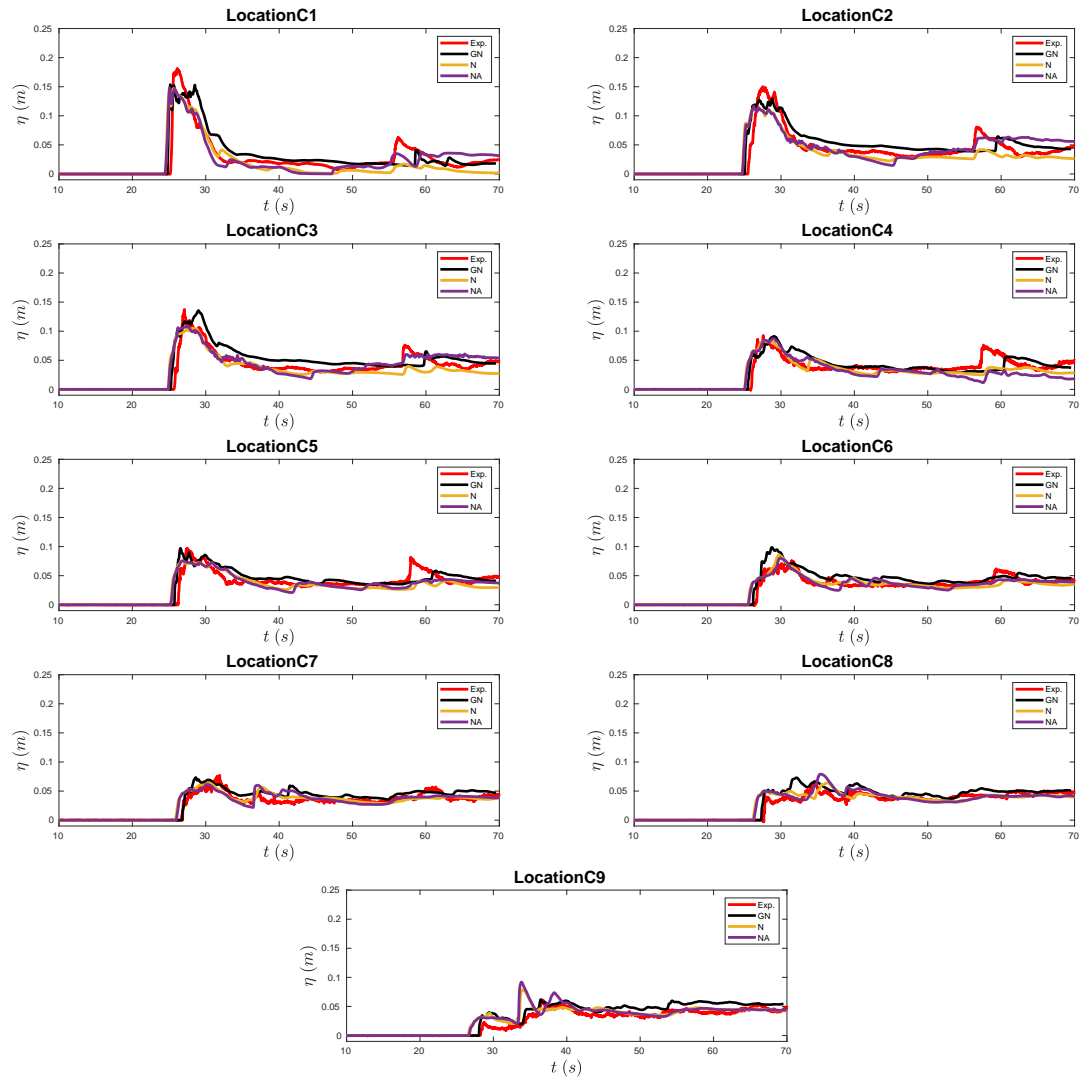 LocationC1
0.25
0.2
0.15
0.1
0.05
0
η (m)
10 20 30 40 50 60 70
t (s)
Exp.
GN
N
NA
LocationC2
0.25
0.2
0.15
0.1
0.05
0
η (m)
10 20 30 40 50 60 70
t (s)
Exp.
GN
N
NA
LocationC3
0.25
0.2
0.15
0.1
0.05
0
η (m)
10 20 30 40 50 60 70
t (s)
Exp.
GN
N
NA
LocationC4
0.25
0.2
0.15
0.1
0.05
0
η (m)
10 20 30 40 50 60 70
t (s)
Exp.
GN
N
NA
LocationC5
0.25
0.2
0.15
0.1
0.05
0
η (m)
10 20 30 40 50 60 70
t (s)
Exp.
GN
N
NA
LocationC6
0.25
0.2
0.15
0.1
0.05
0
η (m)
10 20 30 40 50 60 70
t (s)
Exp.
GN
N
NA
LocationC7
0.25
0.2
0.15
0.1
0.05
0
η (m)
10 20 30 40 50 60 70
t (s)
Exp.
GN
N
NA
LocationC8
0.25
0.2
0.15
0.1
0.05
0
η (m)
10 20 30 40 50 60 70
t (s)
Exp.
GN
N
NA
LocationC9
0.25
0.2
0.15
0.1
0.05
0
η (m)
10 20 30 40 50 60 70
t (s)
Exp.
GN
N
NA